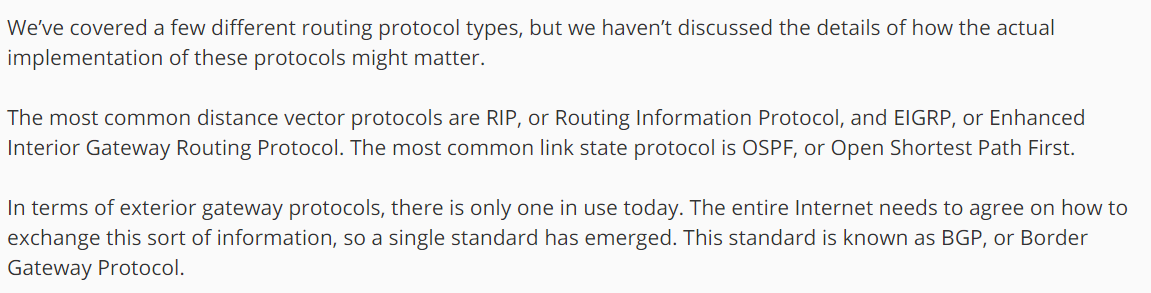 We’ve covered a few different routing protocol types, but we haven’t discussed the details of how the actual
implementation of these protocols might matter.
The most common distance vector protocols are RIP, or Routing Information Protocol, and EIGRP, or Enhanced
Interior Gateway Routing Protocol. The most common link state protocol is OSPF, or Open Shortest Path First.
In terms of exterior gateway protocols, there is only one in use today. The entire Internet needs to agree on how to
exchange this sort of information, so a single standard has emerged. This standard is known as BGP, or Border
Gateway Protocol.